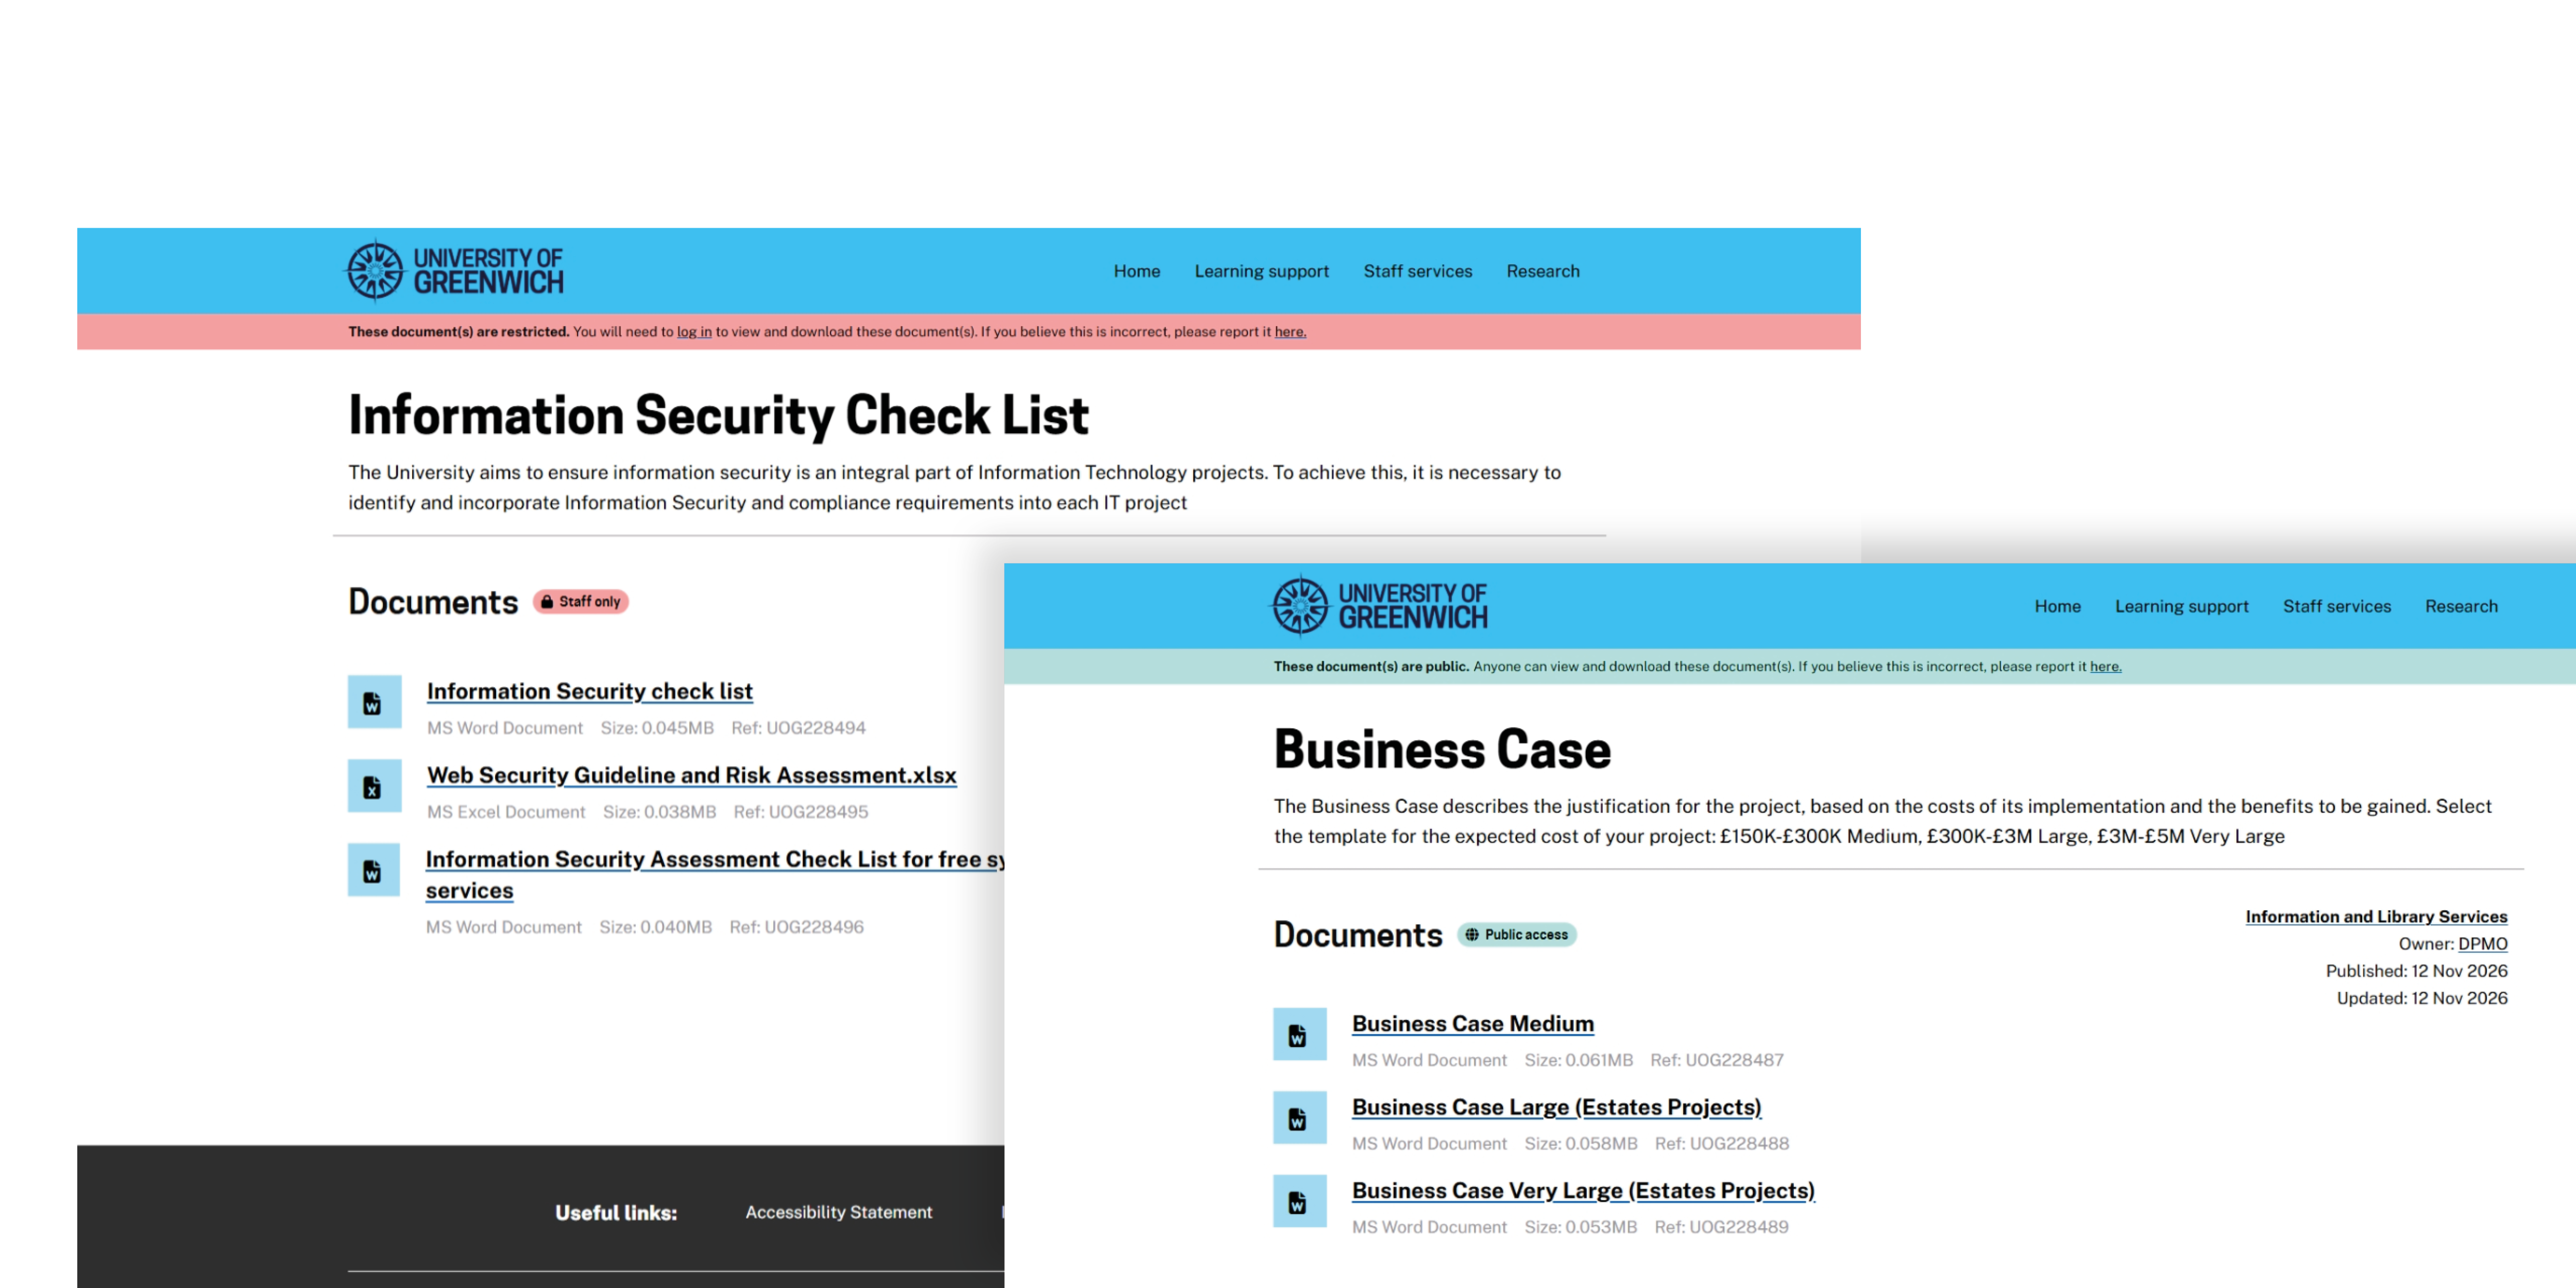 UNIVERSITY OF
GREENWICH
Home Learning support Staff services Research
These document(s) are restricted. You will need to log in to view and download these document(s). If you believe this is incorrect, please report it here.
Information Security Check List
The University aims to ensure information security is an integral part of Information Technology projects. To achieve this, it is necessary to
identify and incorporate Information Security and compliance requirements into each IT project
Documents Staff only
Information Security check list
MS Word Document Size: 0.045MB Ref: UOG228494
Web Security Guideline and Risk Assessment.xlsx
MS Excel Document Size: 0.038MB Ref: UOG228495
Information Security Assessment Check List for free
services
MS Word Document Size: 0.040MB Ref: UOG228496
Useful links: Accessibility Statement
UNIVERSITY OF
GREENWICH
Home Learning support Staff services Research
These document(s) are public. Anyone can view and download these document(s). If you believe this is incorrect, please report it here.
Business Case
The Business Case describes the justification for the project, based on the costs of its implementation and the benefits to be gained. Select
the template for the expected cost of your project: £150K-£300K Medium, £300K-£3M Large, £3M-£5M Very Large
Documents Public access
Information and Library Services
Owner: DPMO
Published: 12 Nov 2026
Updated: 12 Nov 2026
Business Case Medium
MS Word Document Size: 0.061MB Ref: UOG228487
Business Case Large (Estates Projects)
MS Word Document Size: 0.058MB Ref: UOG228488
Business Case Very Large (Estates Projects)
MS Word Document Size: 0.053MB Ref: UOG228489